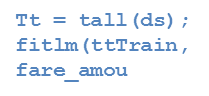 Tt = tall(ds);
fitlm(ttTrain,
fare_amou